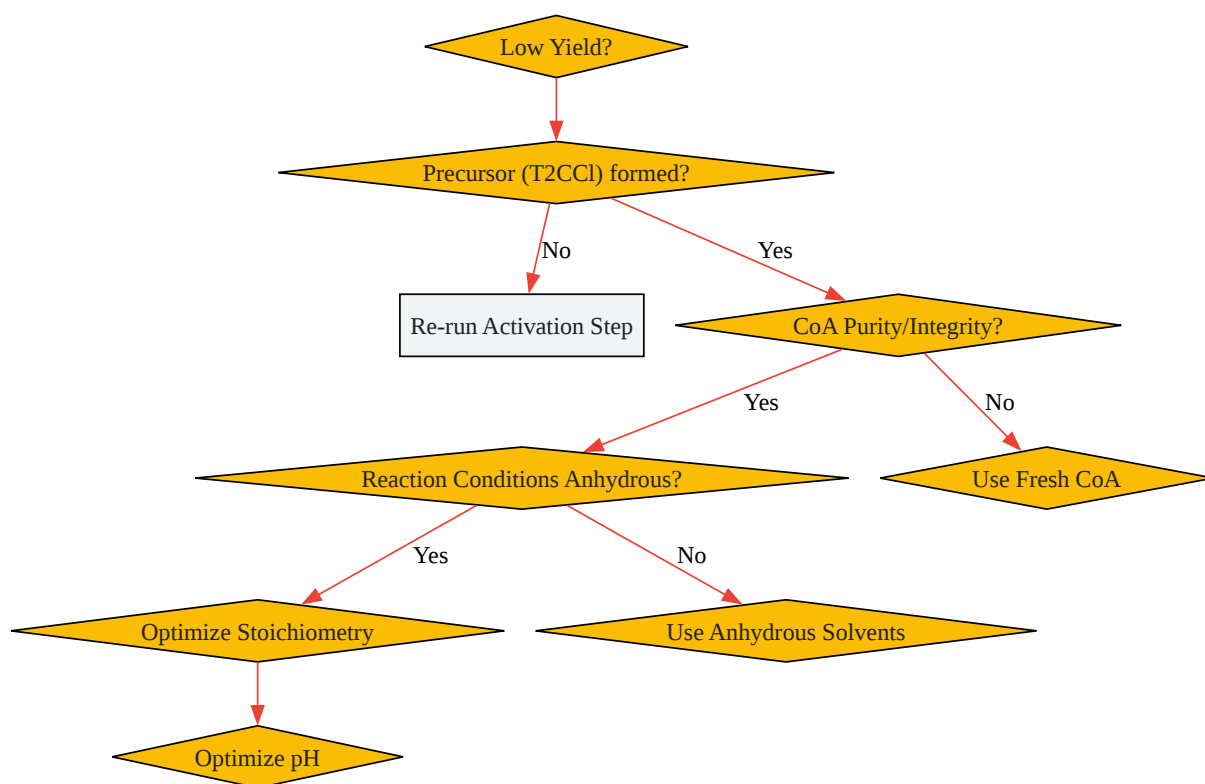 Low Yield?
Precursor (T2CCl) formed?
No
Yes
Re-run Activation Step
CoA Purity/Integrity?
Yes
No
Reaction Conditions Anhydrous?
Use Fresh CoA
Yes
No
Optimize Stoichiometry
Use Anhydrous Solvents
Optimize pH